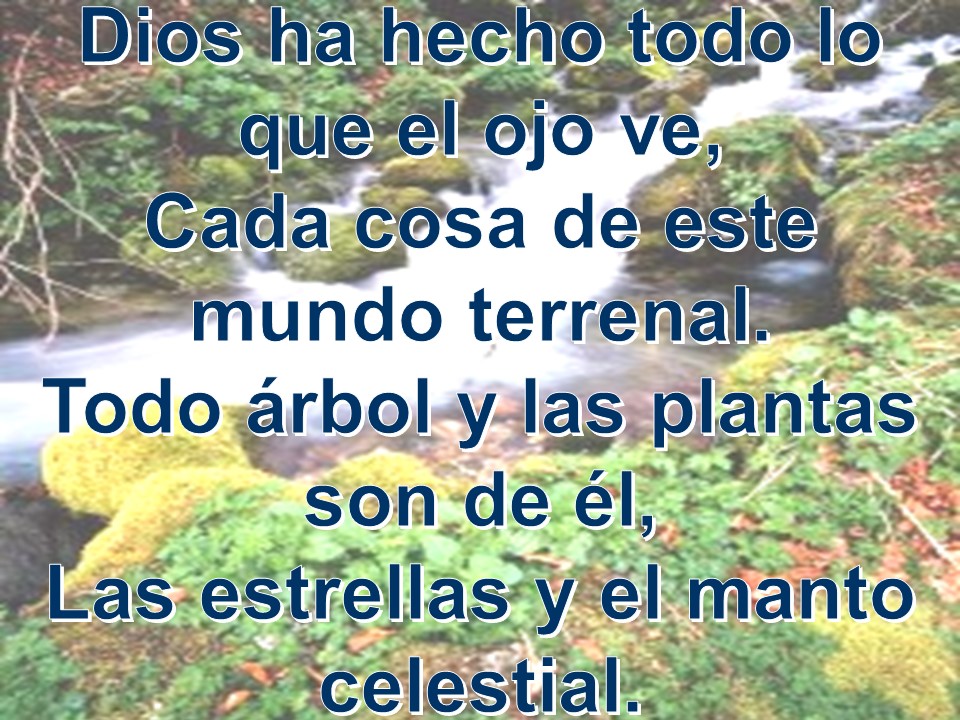 Dios ha hecho todo lo
que el ojo ve,
Cada cosa de este
mundo terrenal.
Todo árbol y las plantas
son de él,
Las estrellas y el manto
celestial.